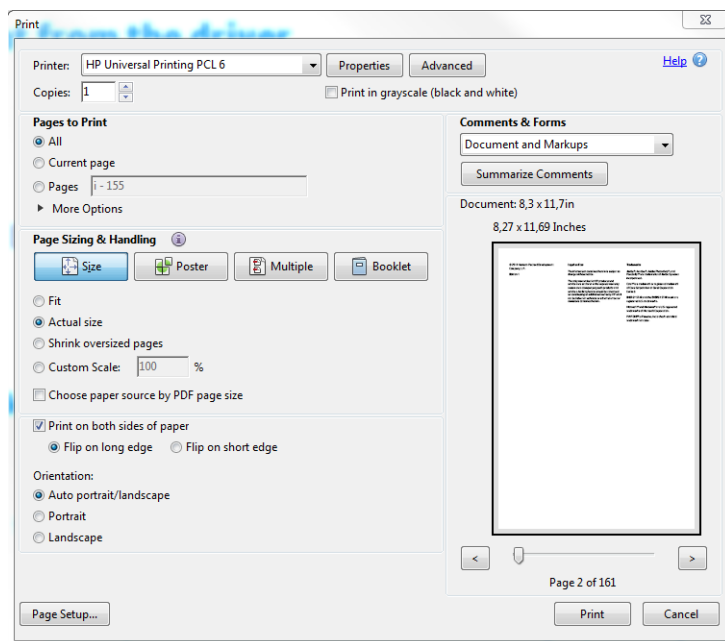 t from the driver
Print
Printer: HP Universal Printing PCL 6 Properties Advanced Help
Copies: 1 Print in grayscale (black and white)
Pages to Print
All
Current page
Pages i - 155
More Options
Page Sizing & Handling
Size Poster Multiple Booklet
Fit
Actual size
Shrink oversized pages
Custom Scale: 100 %
Choose paper source by PDF page size
Print on both sides of paper
Flip on long edge Flip on short edge
Orientation:
Auto portrait/landscape
Portrait
Landscape
Comments & Forms
Document and Markups
Summarize Comments
Document: 8,3 x 11,7in
8,27 x 11,69 Inches
< >
Page 2 of 161
Page Setup... Print Cancel